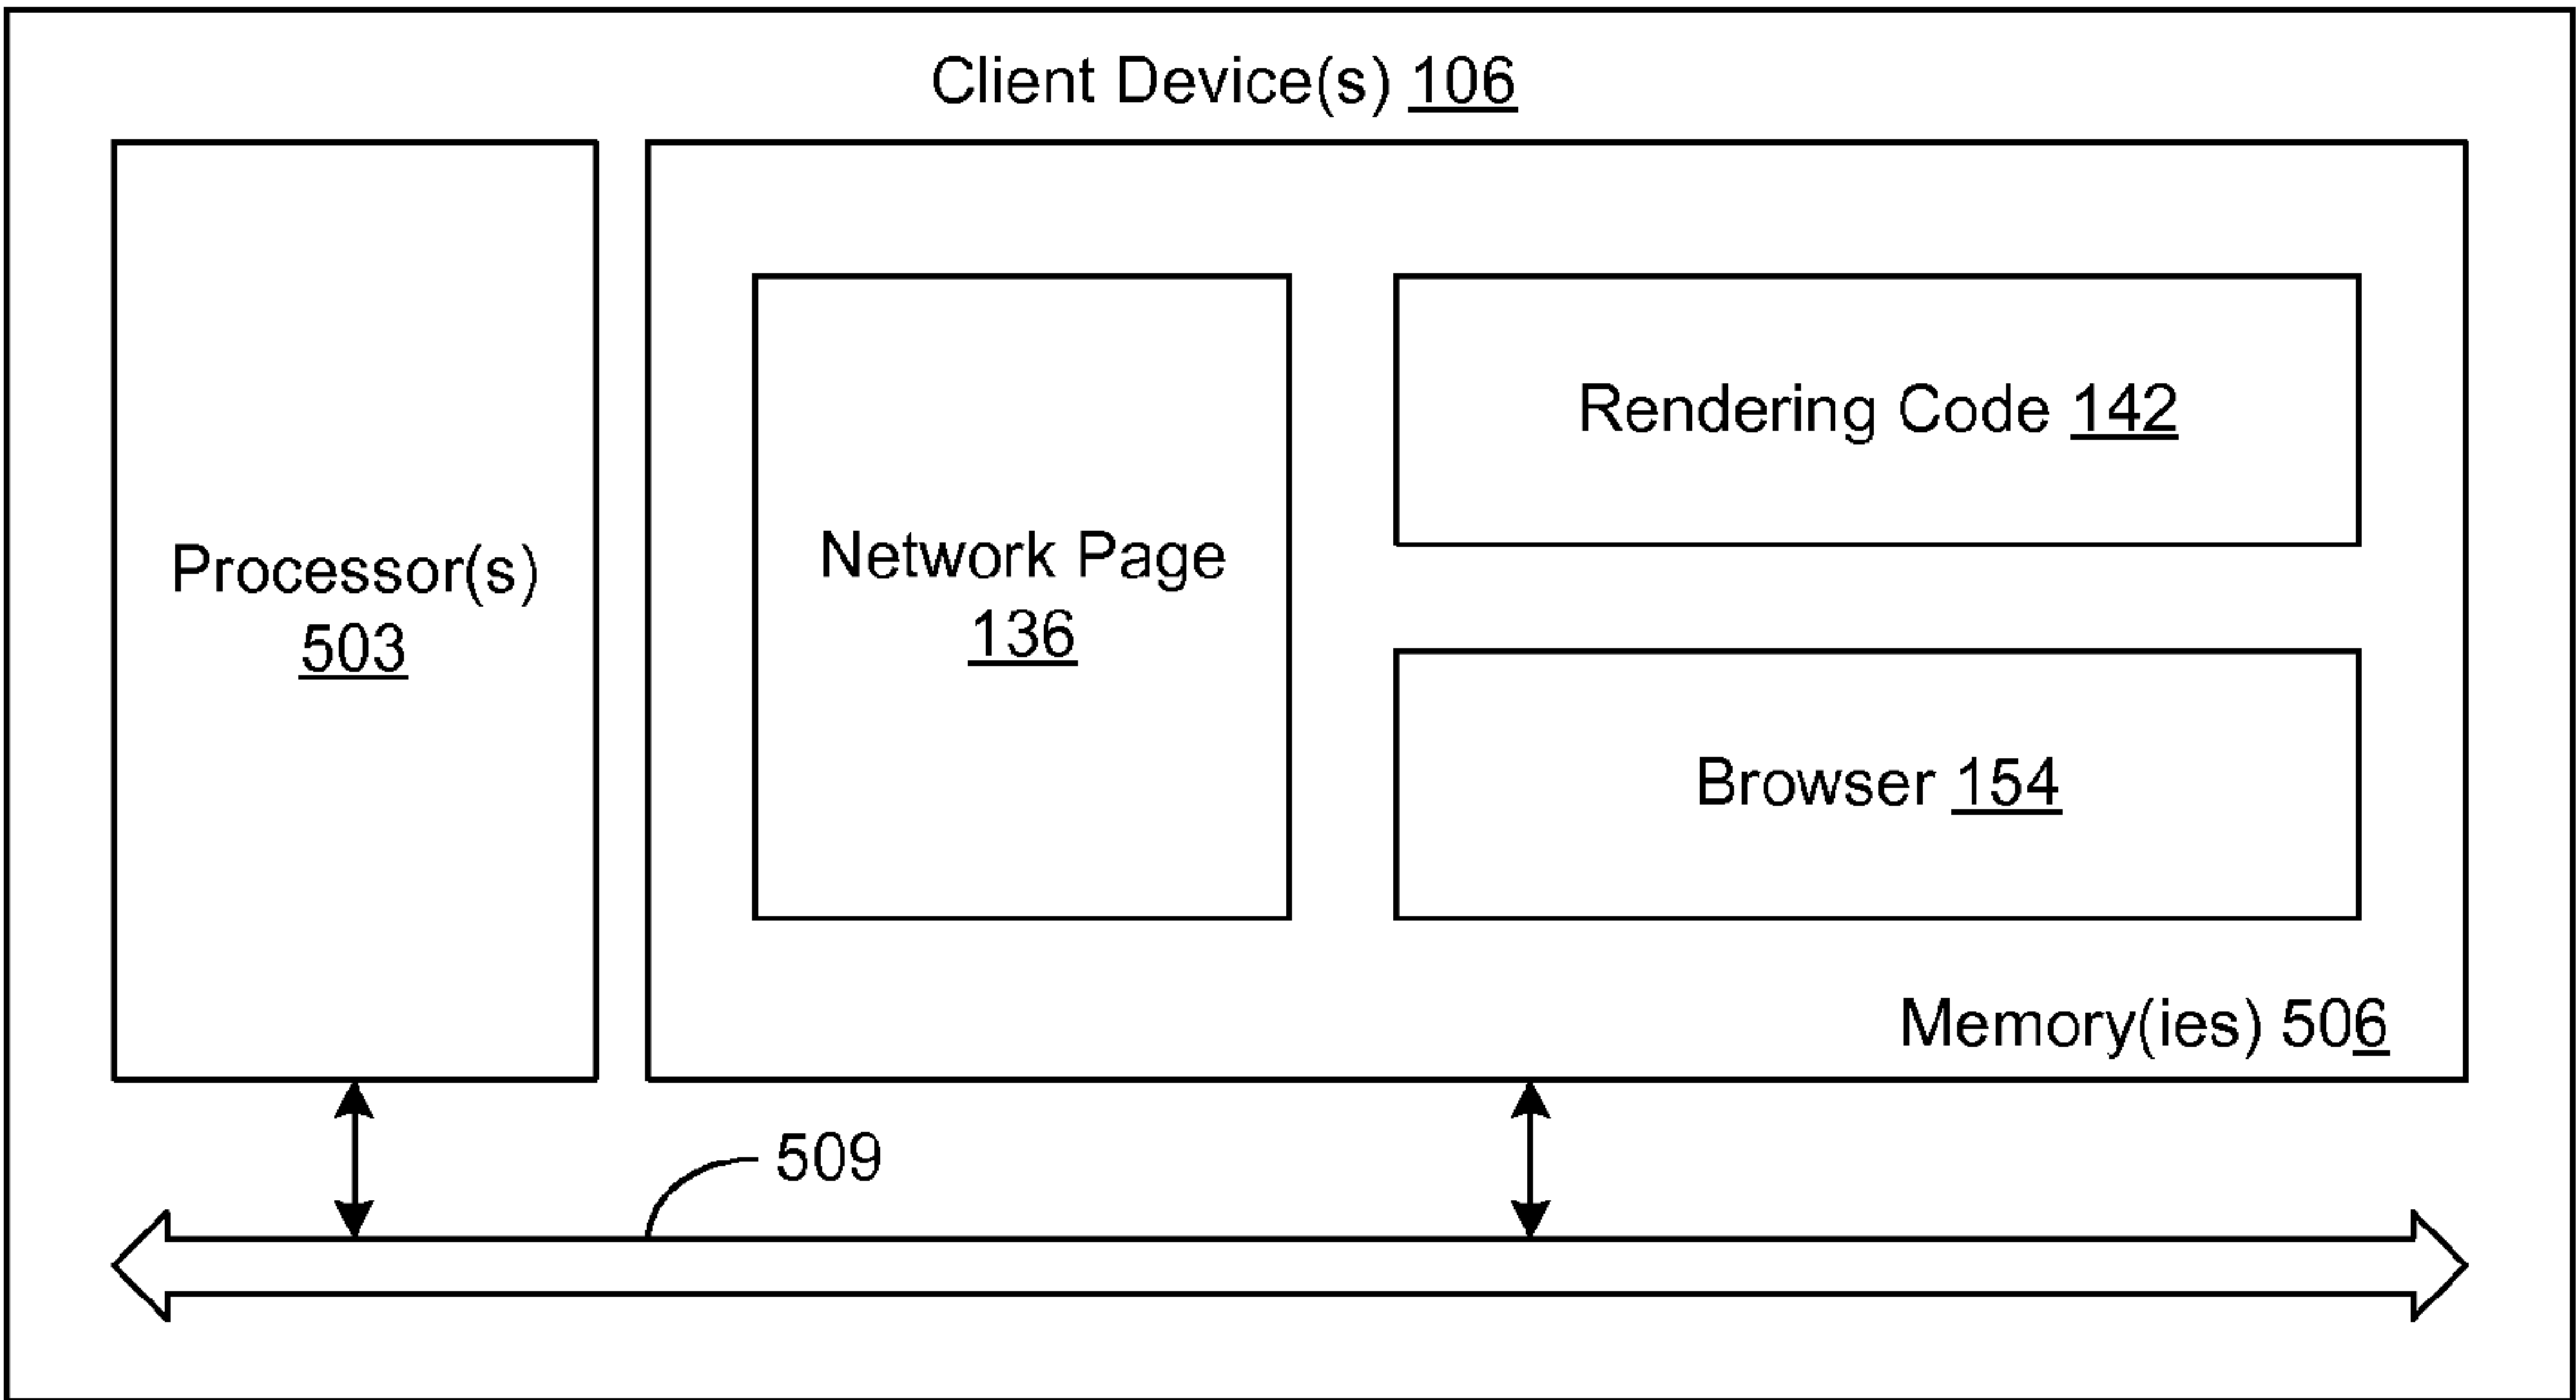 Client Device(s) 106
Processor(s)
503
Network Page
136
Rendering Code 142
Browser 154
Memory(ies) 506
509